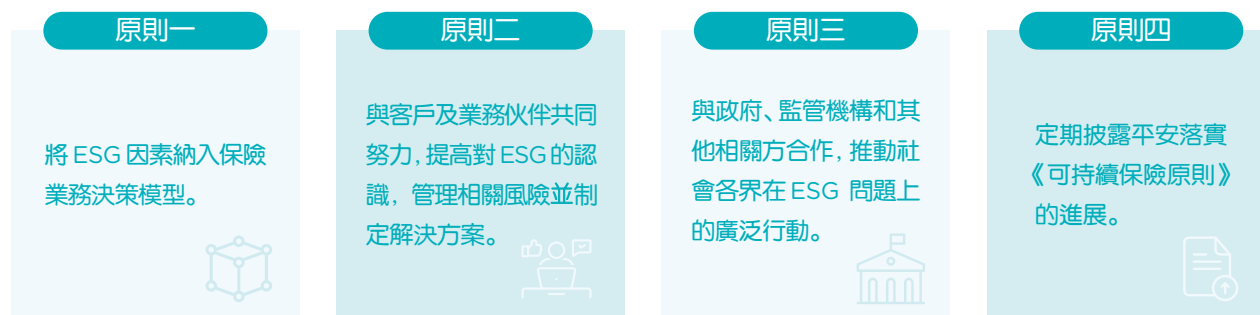 原則一
將 ESG 因素納入保險
業務決策模型。
原則二
與客戶及業務伙伴共同
努力，提高對 ESG 的認
識，管理相關風險並制
定解決方案。
原則三
與政府、監管機構和其
他相關方合作，推動社
會各界在 ESG 問題上
的廣泛行動。
原則四
定期披露平安落實
《可持續保險原則》
的進展。